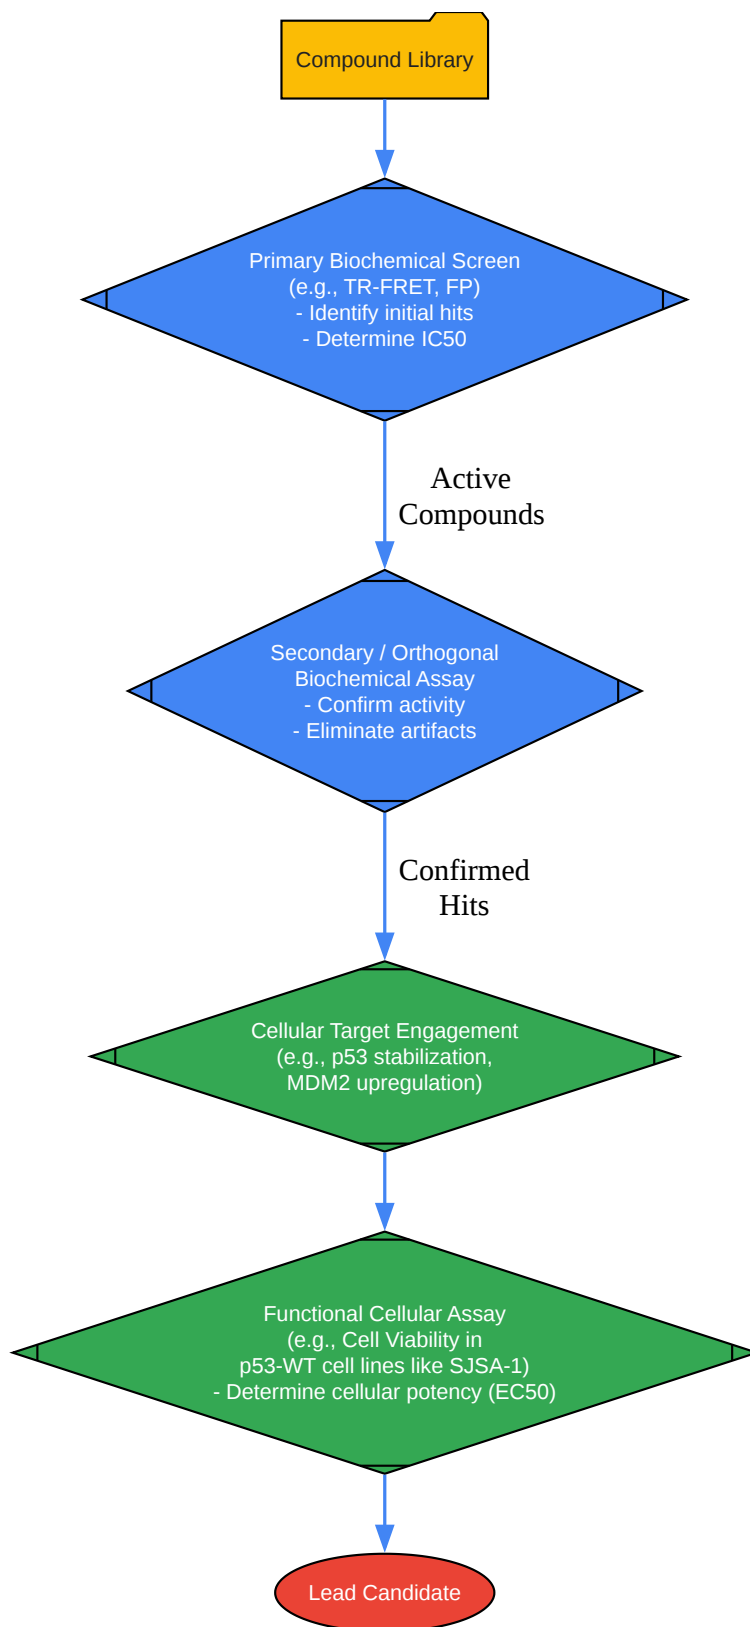 Compound Library
Primary Biochemical Screen
(e.g., TR-FRET, FP)
- Identify initial hits
- Determine IC50
Active
Compounds
Secondary / Orthogonal
Biochemical Assay
- Confirm activity
- Eliminate artifacts
Confirmed
Hits
Cellular Target Engagement
(e.g., p53 stabilization,
MDM2 upregulation)
Functional Cellular Assay
(e.g., Cell Viability in
p53-WT cell lines like SJSA-1)
- Determine cellular potency (EC50)
Lead Candidate